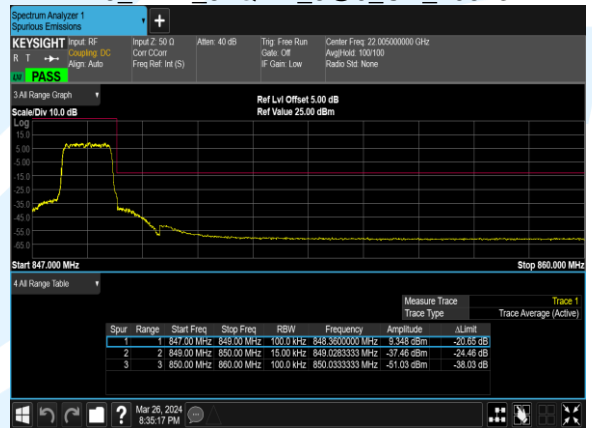 Spectrum Analyzer 1
Spurious Emissions
+
KEYSIGHT Input: RF Input Z: 50 Ω Atten: 40 dB Trig: Free Run Center Freq: 22.005000000 GHz
R T Coupling: DC Corr CCorr Gate: Off Avg|Hold: 100/100
Align: Auto Freq Ref: Int (S) IF Gain: Low Radio Std: None
PASS
3 All Range Graph
Ref Lvl Offset 5.00 dB
Scale/Div 10.0 dB Ref Value 25.00 dBm
Log
15.0
5.00
-5.00
-15.0
-25.0
-35.0
-45.0
-55.0
-65.0
Start 847.000 MHz Stop 860.000 MHz
4 All Range Table
Measure Trace Trace 1
Trace Type Trace Average (Active)
Spur Range Start Freq Stop Freq RBW Frequency Amplitude ΔLimit
1 1 847.00 MHz 849.00 MHz 100.0 kHz 848.3600000 MHz 9.348 dBm -20.65 dB
2 2 849.00 MHz 850.00 MHz 15.00 kHz 849.0283333 MHz -37.46 dBm -24.46 dB
3 3 850.00 MHz 860.00 MHz 100.0 kHz 850.0333333 MHz -51.03 dBm -38.03 dB
? Mar 26, 2024
8:35:17 PM